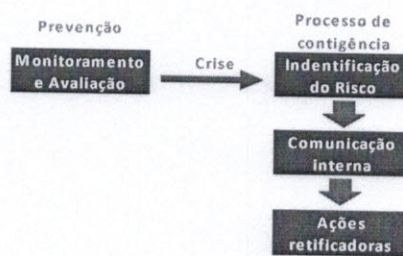 Prevenção
Monitoramento
e Avaliação
Crise
Processo de
contigência
Indentificação
do Risco
Comunicação
interna
Ações
retificadoras